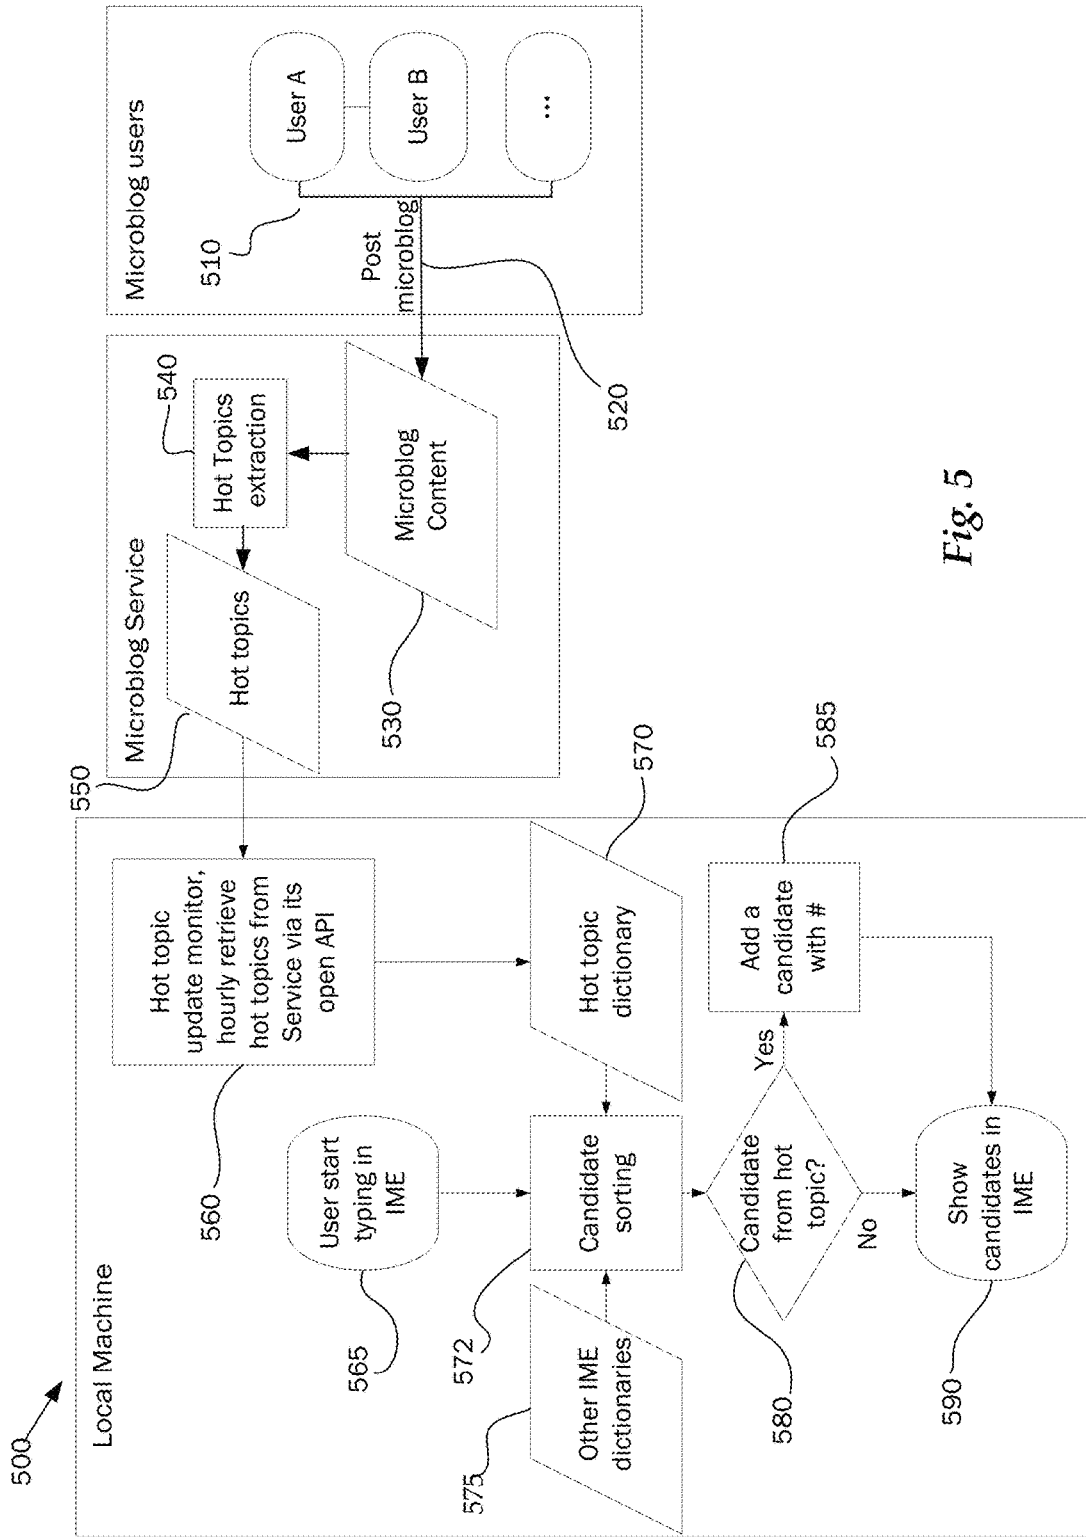 500
Local Machine
Hot topic
update monitor,
hourly retrieve
hot topics from
Service via its
open API
560
User start
typing in
IME
565
Other IME
dictionaries
575
Candidate
sorting
572
Hot topic
dictionary
570
Candidate
from hot
topic?
580
Yes
No
Add a
candidate
with #
585
Show
candidates in
IME
590
Microblog Service
Hot topics
550
Hot Topics
extraction
540
Microblog
Content
530
Microblog users
User A
User B
...
510
Post
microblog
520
Fig. 5